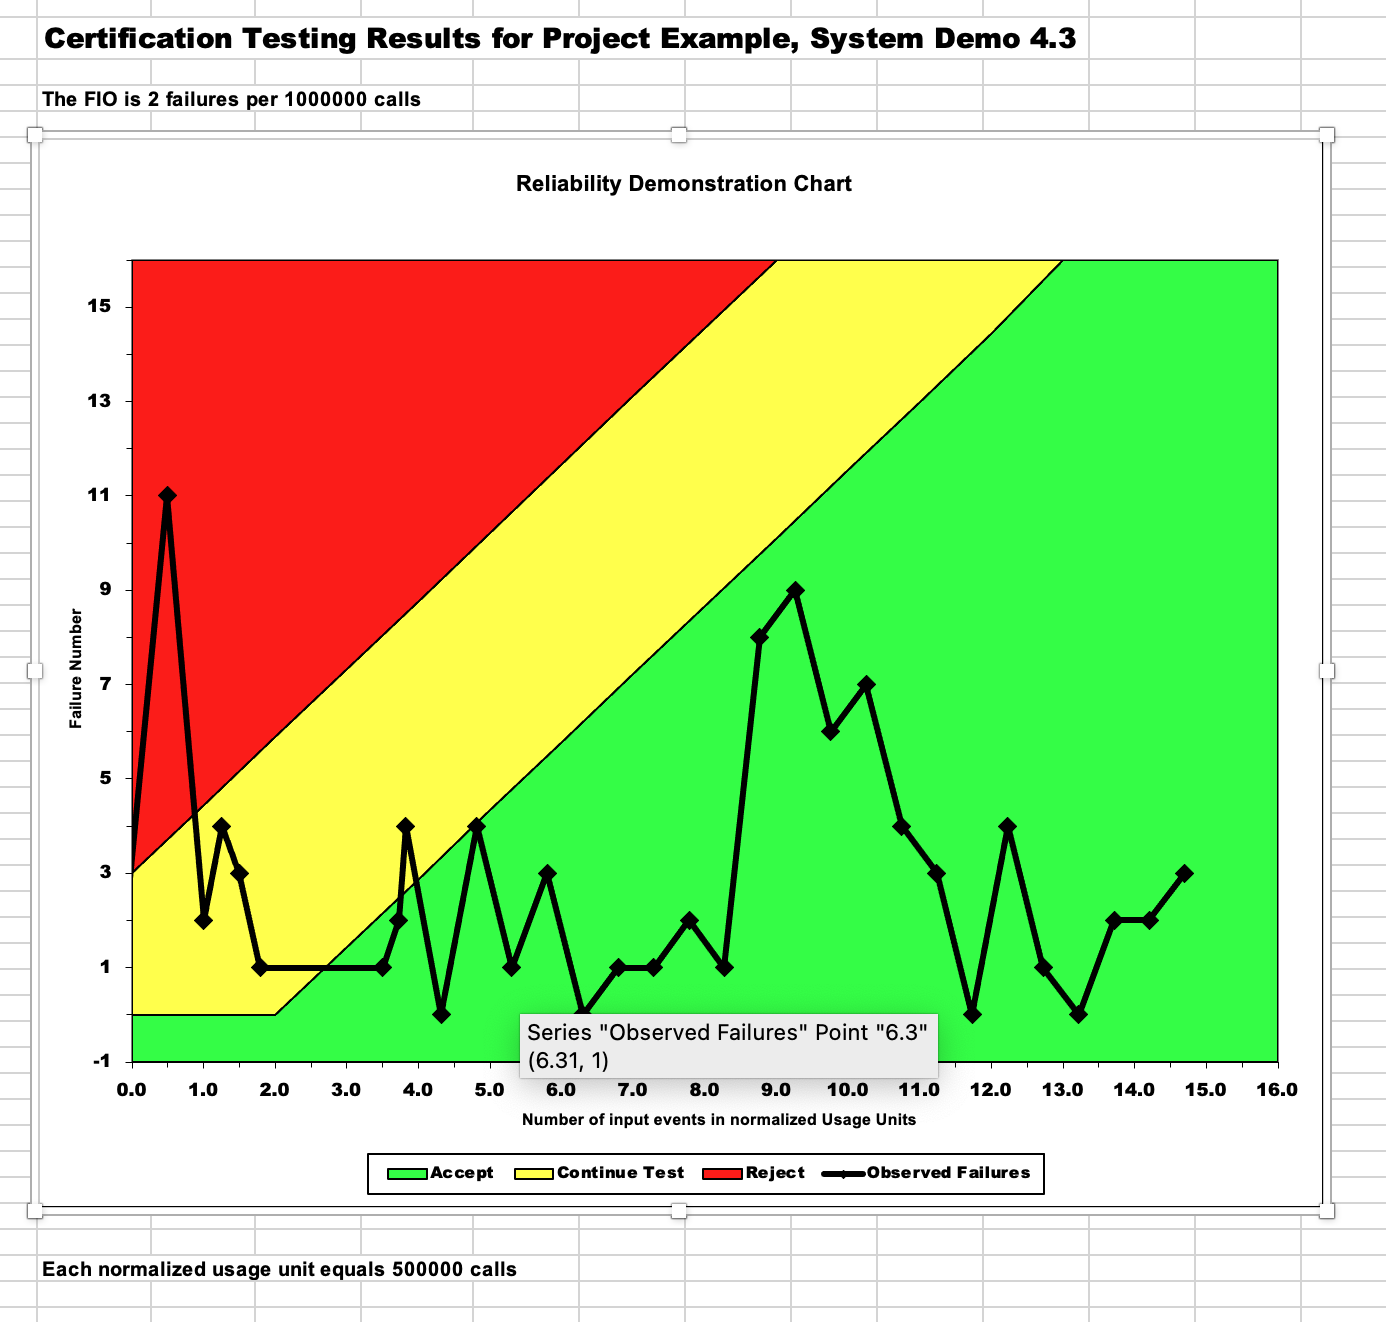 Certification Testing Results for Project Example, System Demo 4.3
The FIO is 2 failures per 1000000 calls
Reliability Demonstration Chart
15
13
11
9
7
5
3
1
-1
Failure Number
Series "Observed Failures" Point "6.3"
(6.31, 1)
0.0 1.0 2.0 3.0 4.0 5.0 6.0 7.0 8.0 9.0 10.0 11.0 12.0 13.0 14.0 15.0 16.0
Number of input events in normalized Usage Units
Accept Continue Test Reject Observed Failures
Each normalized usage unit equals 500000 calls